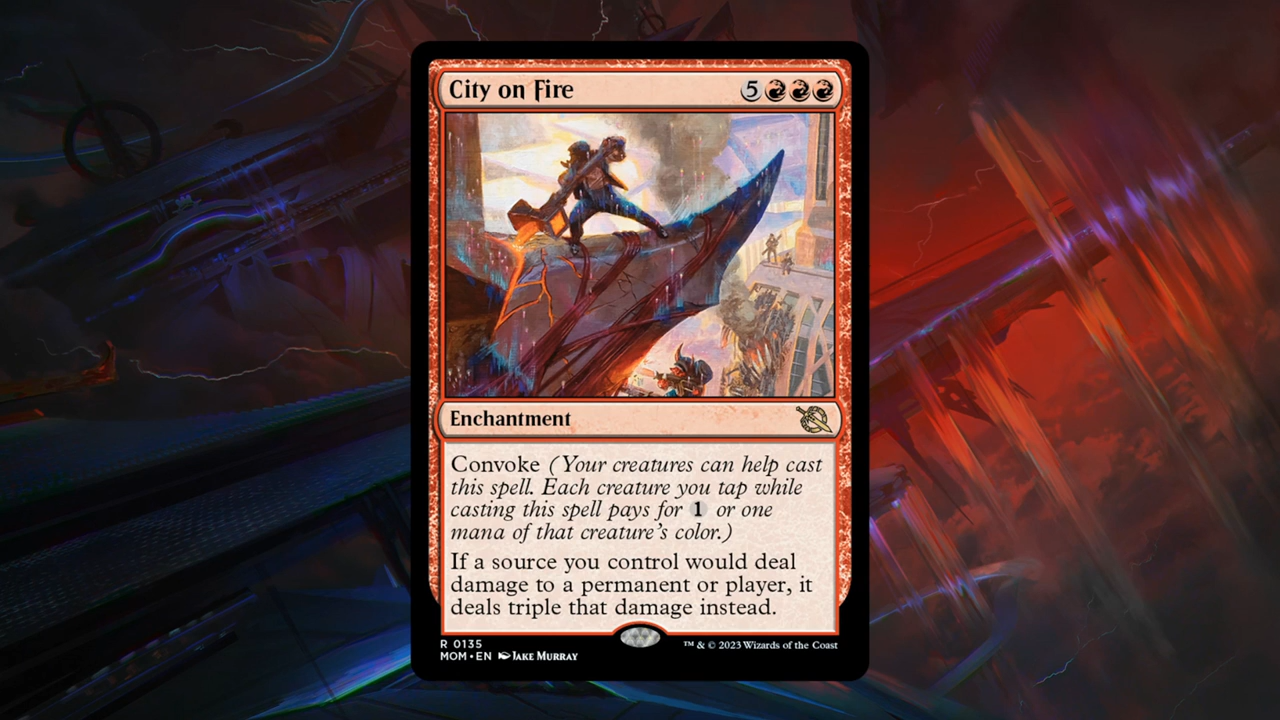 City on Fire 5
Enchantment
Convoke (Your creatures can help cast
this spell. Each creature you tap while
casting this spell pays for 1 or one
mana of that creature's color.)
If a source you control would deal
damage to a permanent or player, it
deals triple that damage instead.
R 0135
MOM • EN Jake Murray
™ & © 2023 Wizards of the Coast